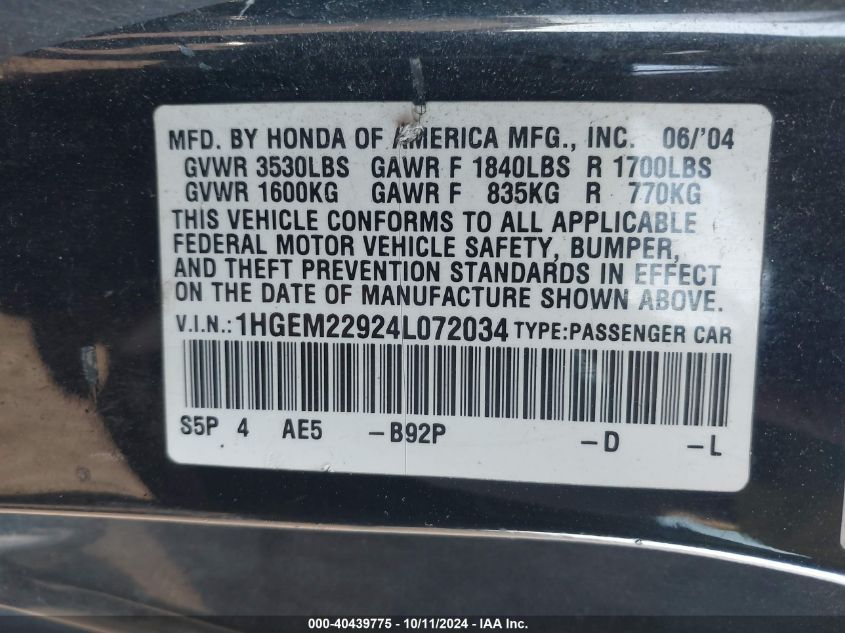 MFD. BY HONDA OF AMERICA MFG., INC. 06/'04
GVWR 3530LBS GAWR F 1840LBS R 1700LBS
GVWR 1600KG GAWR F 835KG R 770KG
THIS VEHICLE CONFORMS TO ALL APPLICABLE
FEDERAL MOTOR VEHICLE SAFETY, BUMPER,
AND THEFT PREVENTION STANDARDS IN EFFECT
ON THE DATE OF MANUFACTURE SHOWN ABOVE.
V.I.N.:1HGEM22924L072034 TYPE:PASSENGER CAR
S5P 4 AE5 -B92P -D -L
000-40439775 - 10/11/2024 - IAA Inc.